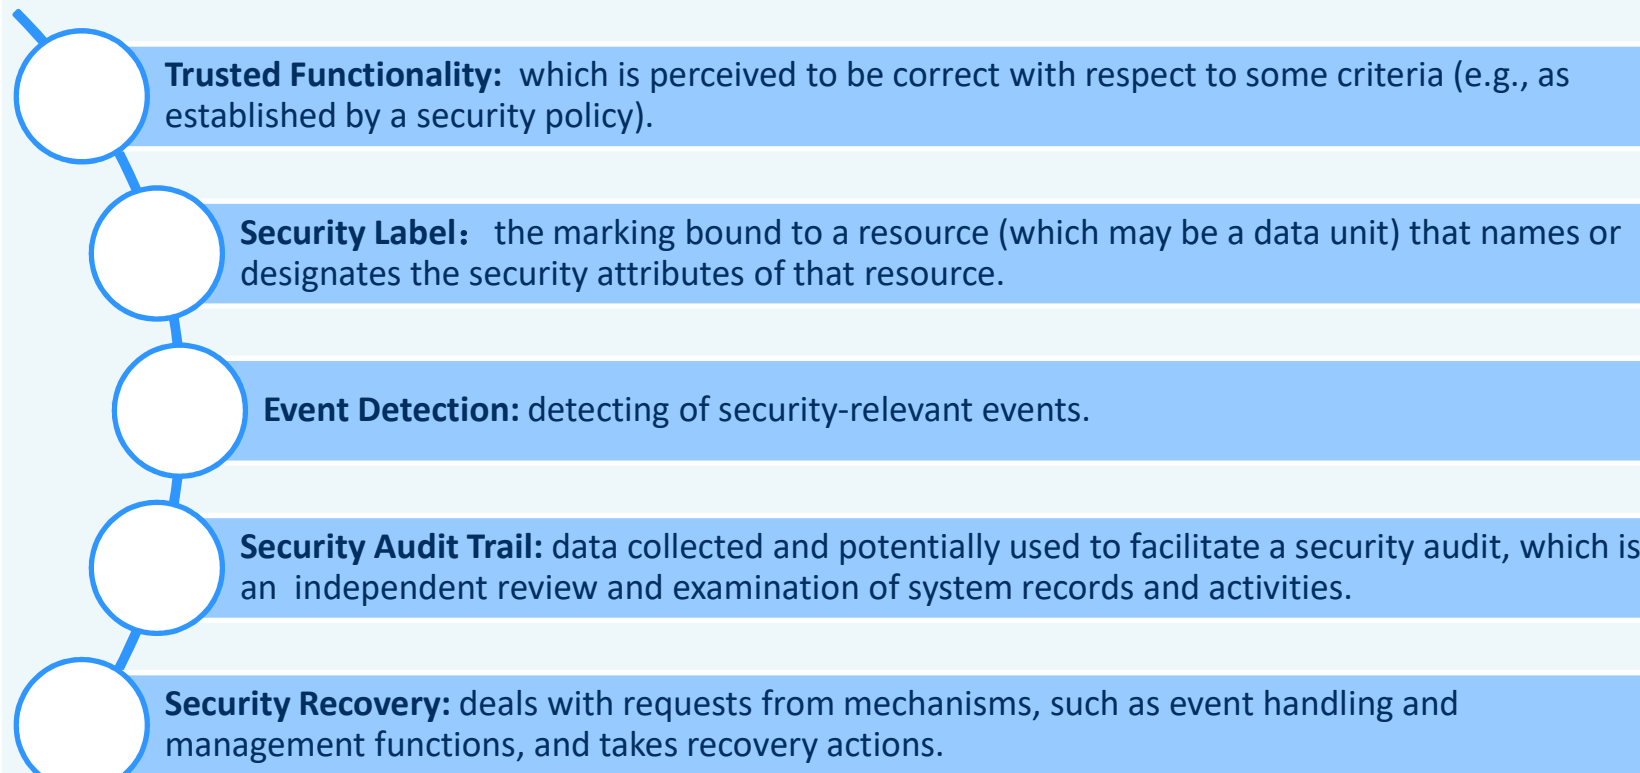 Trusted Functionality:  which is perceived to be correct with respect to some criteria (e.g., as
established by a security policy).
Security Label：  the marking bound to a resource (which may be a data unit) that names or
designates the security attributes of that resource.
Event Detection: detecting of security-relevant events.
Security Audit Trail: data collected and potentially used to facilitate a security audit, which is
an  independent review and examination of system records and activities.
Security Recovery: deals with requests from mechanisms, such as event handling and
management functions, and takes recovery actions.